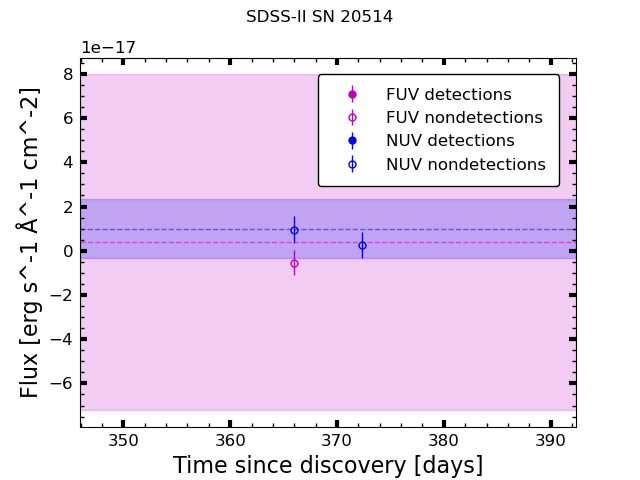 SDSS-II SN 20514
1e−17
8
6
4
2
0
−2
−4
−6
Flux [erg s^-1 Å^-1 cm^-2]
FUV detections
FUV nondetections
NUV detections
NUV nondetections
350
360
370
380
390
Time since discovery [days]